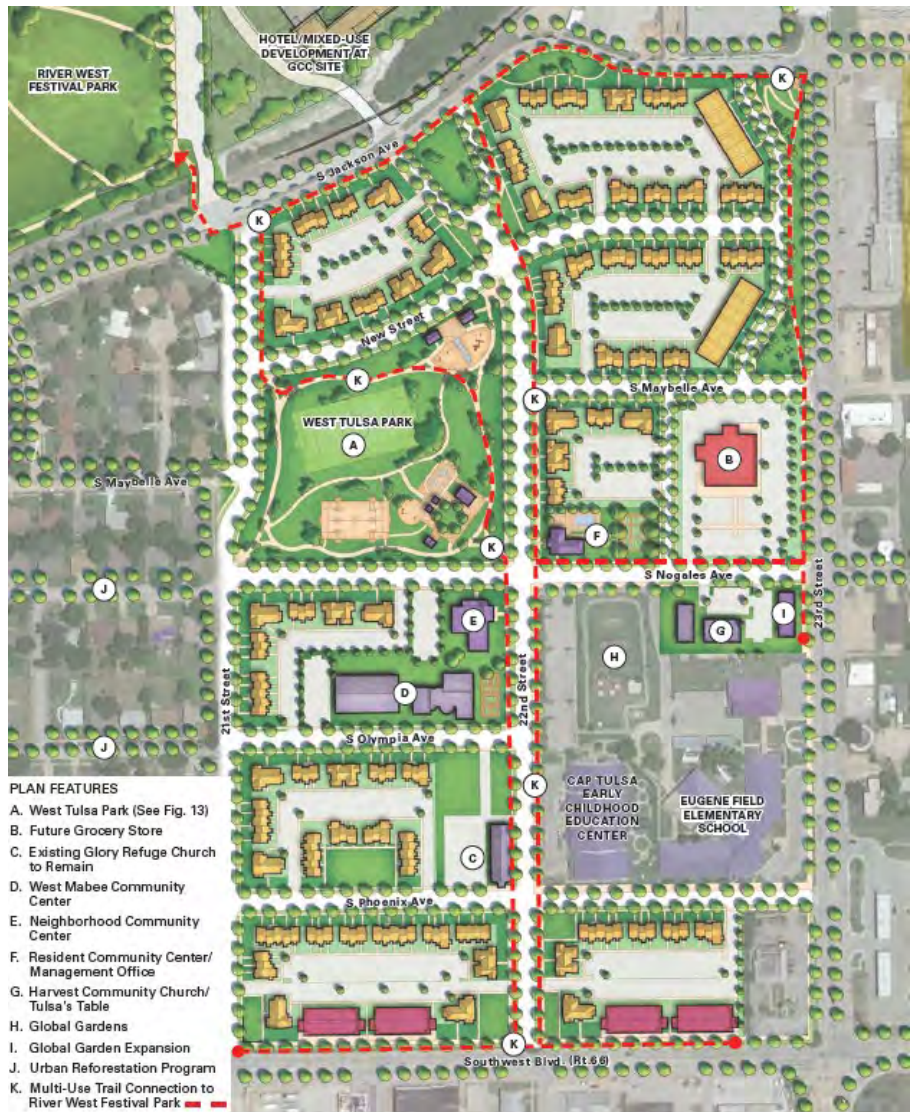 HOTEL/MIXED-USE
DEVELOPMENT AT
GCC SITE
RIVER WEST
FESTIVAL PARK
K
S Jackson Ave
K
New Street
K
S Maybelle Ave
K
WEST TULSA PARK
A
B
S Maybelle Ave
F
K
S Nogales Ave
J
23rd Street
I
E
G
H
D
21st Street
22nd Street
S Olympia Ave
J
K
CAP TULSA
EARLY
CHILDHOOD
EDUCATION
CENTER
EUGENE FIELD
ELEMENTARY
SCHOOL
C
S Phoenix Ave
K
Southwest Blvd. (Rt.66)
PLAN FEATURES
A. West Tulsa Park (See Fig. 13)
B. Future Grocery Store
C. Existing Glory Refuge Church
to Remain
D. West Mabee Community
Center
E. Neighborhood Community
Center
F. Resident Community Center/
Management Office
G. Harvest Community Church/
Tulsa's Table
H. Global Gardens
I. Global Garden Expansion
J. Urban Reforestation Program
K. Multi-Use Trail Connection to
River West Festival Park